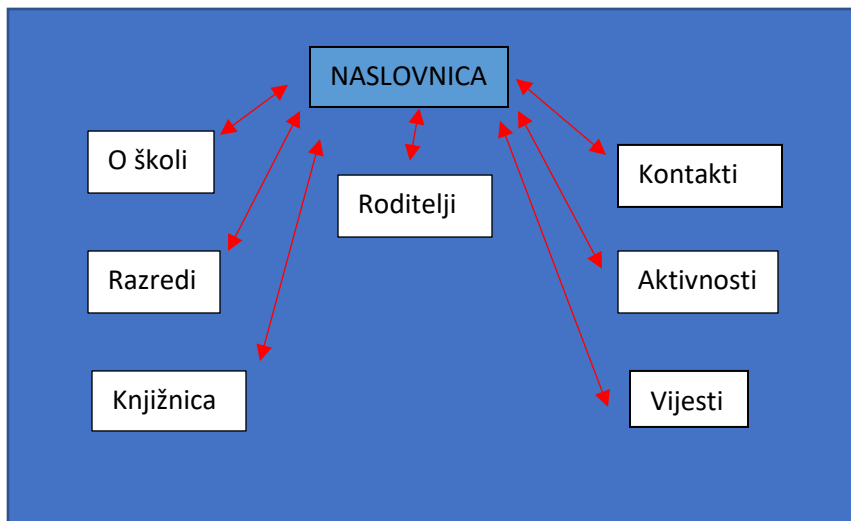 NASLOVNICA
O školi
Roditelji
Kontakti
Razredi
Aktivnosti
Knjižnica
Vijesti